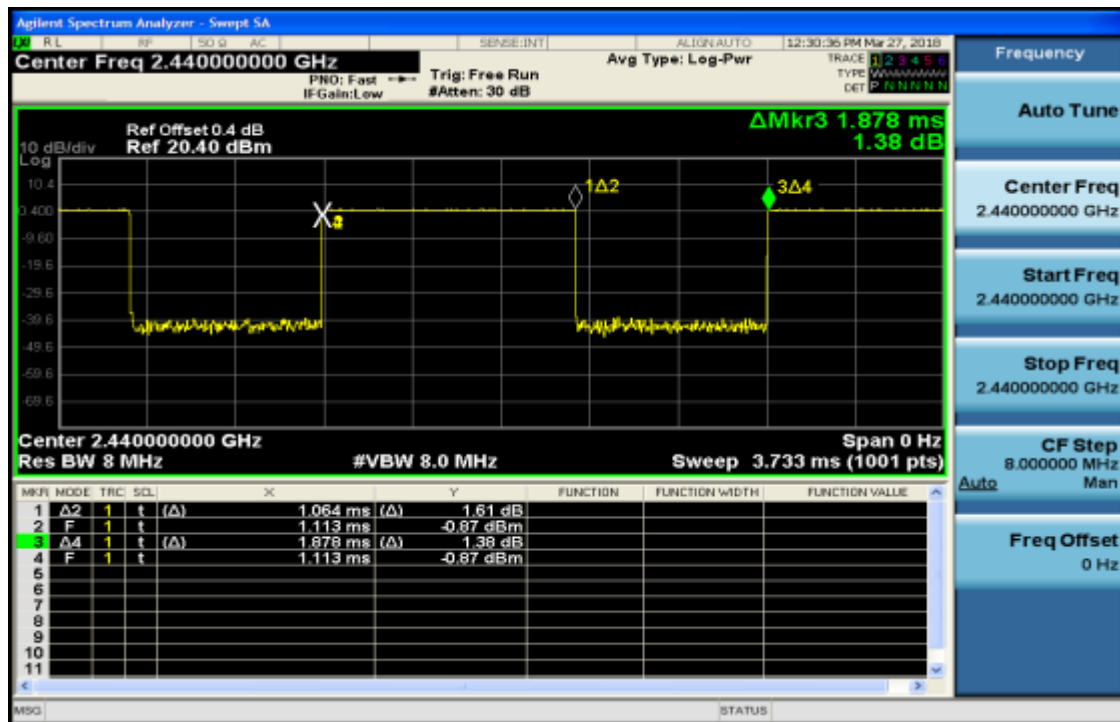 Agilent Spectrum Analyzer - Swept SA
RL RF 50 Ω AC SENSE:INT ALIGN AUTO 12:30:36 PM Mar 27, 2018
Center Freq 2.440000000 GHz
PNO: Fast
IFGain:Low
Trig: Free Run
#Atten: 30 dB
Avg Type: Log-Pwr
TRACE 1 2 3 4 5 6
TYPE
DET P N N N N N
ΔMkr3 1.878 ms
1.38 dB
Ref Offset 0.4 dB
10 dB/div Ref 20.40 dBm
Log
10.4
0.400
-9.60
-19.6
-29.6
-39.6
-49.6
-59.6
-69.6
1Δ2
3Δ4
Center 2.440000000 GHz Span 0 Hz
Res BW 8 MHz #VBW 8.0 MHz Sweep 3.733 ms (1001 pts)
MKR MODE TRC SCL X Y FUNCTION FUNCTION WIDTH FUNCTION VALUE
1 Δ2 1 t (Δ) 1.064 ms (Δ) 1.61 dB
2 F 1 t 1.113 ms -0.87 dBm
3 Δ4 1 t (Δ) 1.878 ms (Δ) 1.38 dB
4 F 1 t 1.113 ms -0.87 dBm
5
6
7
8
9
10
11
MSG STATUS
Frequency
Auto Tune
Center Freq
2.440000000 GHz
Start Freq
2.440000000 GHz
Stop Freq
2.440000000 GHz
CF Step
8.000000 MHz
Auto Man
Freq Offset
0 Hz